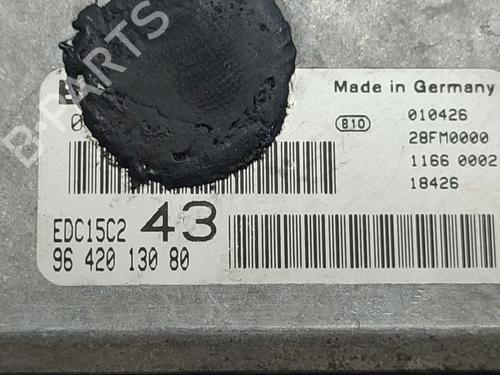 Made in Germany
810
010426
28FM0000
1166 0002
18426
EDC15C2 43
96 420 130 80
B-PARTS